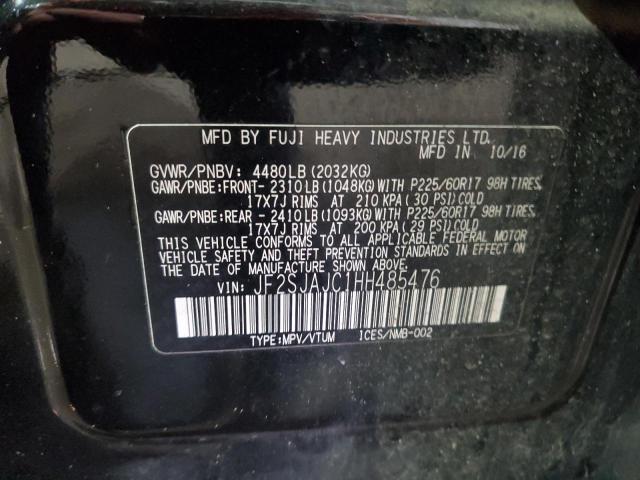 MFD BY FUJI HEAVY INDUSTRIES LTD.
MFD IN 10/16
GVWR/PNBV: 4480LB(2032KG)
GAWR/PNBE:FRONT- 2310LB(1048KG)WITH P225/60R17 98H TIRES,
17X7J RIMS AT 210 KPA( 30 PSI)COLD
GAWR/PNBE:REAR - 2410LB(1093KG)WITH P225/60R17 98H TIRES,
17X7J RIMS AT 200 KPA( 29 PSI)COLD
THIS VEHICLE CONFORMS TO ALL APPLICABLE FEDERAL MOTOR
VEHICLE SAFETY AND THEFT PREVENTION STANDARDS IN EFFECT ON
THE DATE OF MANUFACTURE SHOWN ABOVE.
VIN: JF2SJAJC1HH485476
TYPE:MPV/VTUM ICES/NMB-002